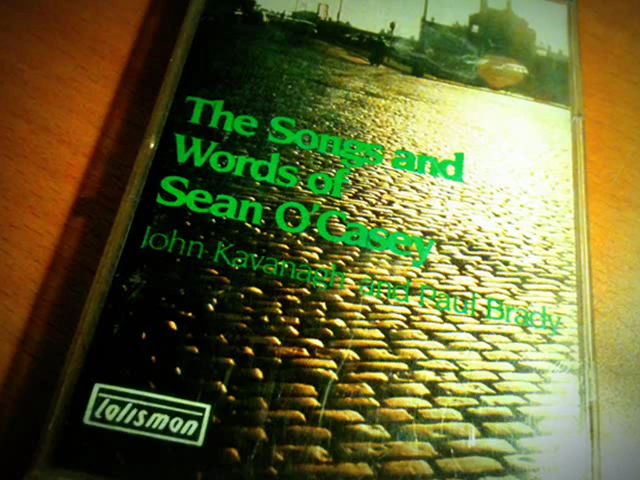 The Songs and
Words of
Sean O'Casey
John Kavanagh and Paul Brady
Talisman